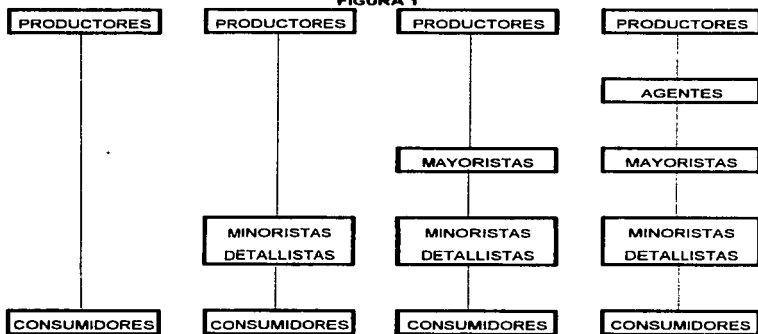 FIGURA 1
PRODUCTORES PRODUCTORES PRODUCTORES PRODUCTORES
AGENTES
MAYORISTAS MAYORISTAS
MINORISTAS MINORISTAS MINORISTAS
DETALLISTAS DETALLISTAS DETALLISTAS
CONSUMIDORES CONSUMIDORES CONSUMIDORES CONSUMIDORES